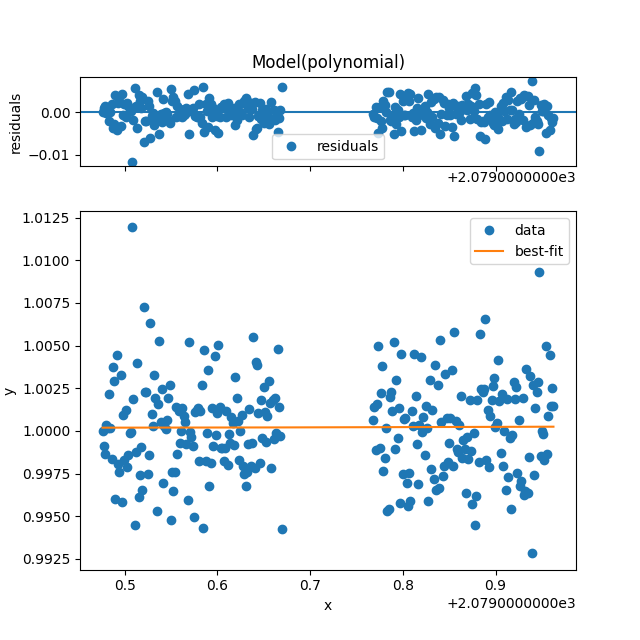 Model(polynomial)
residuals
0.00
−0.01
residuals
+2.0790000000e3
y
1.0125
1.0100
1.0075
1.0050
1.0025
1.0000
0.9975
0.9950
0.9925
data
best-fit
0.5
0.6
0.7
0.8
0.9
x
+2.0790000000e3